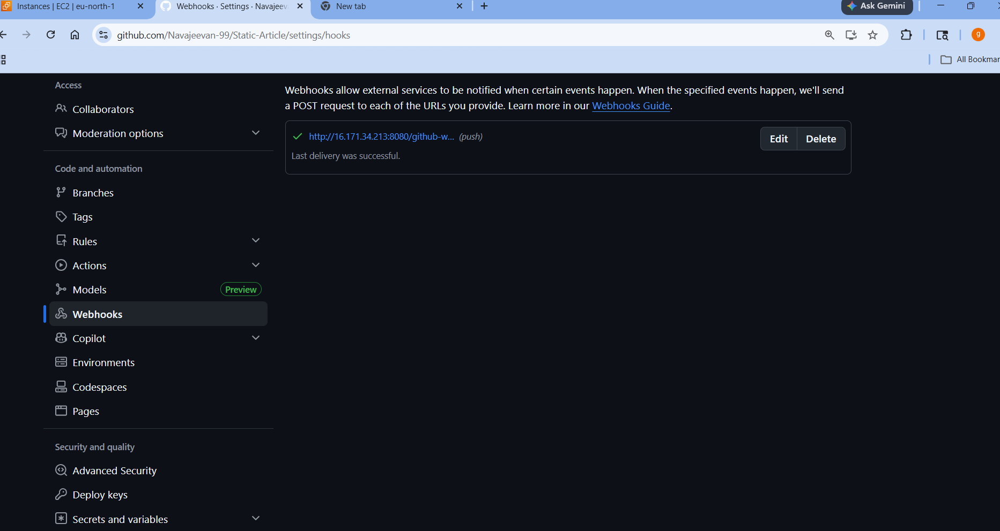 Instances | EC2 | eu-north-1
Webhooks · Settings · Navajeev
New tab
Ask Gemini
github.com/Navajeevan-99/Static-Article/settings/hooks
g
All Bookmar
Access
Collaborators
Moderation options
Code and automation
Branches
Tags
Rules
Actions
Models Preview
Webhooks
Copilot
Environments
Codespaces
Pages
Security and quality
Advanced Security
Deploy keys
Secrets and variables
Webhooks allow external services to be notified when certain events happen. When the specified events happen, we'll send
a POST request to each of the URLs you provide. Learn more in our Webhooks Guide.
http://16.171.34.213:8080/github-w... (push)
Edit Delete
Last delivery was successful.